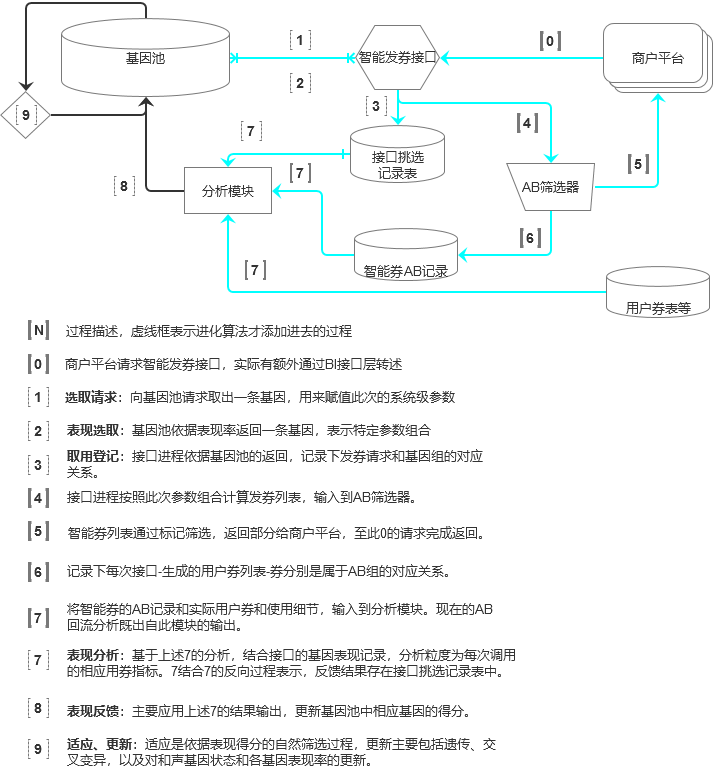 基因池
[ 1 ]
[ 2 ]
智能发券接口
[ 0 ]
商户平台
[ 9 ]
[ 3 ]
[ 4 ]
[ 7 ]
接口挑选
记录表
[ 5 ]
[ 8 ]
分析模块
[ 7 ]
AB筛选器
[ 6 ]
[ 7 ]
智能券AB记录
用户券表等
[ N ] 过程描述，虚线框表示进化算法才添加进去的过程
[ 0 ] 商户平台请求智能发券接口，实际有额外通过BI接口层转述
[ 1 ] 选取请求：向基因池请求取出一条基因，用来赋值此次的系统级参数
[ 2 ] 表现选取：基因池依据表现率返回一条基因，表示特定参数组合
[ 3 ] 取用登记：接口进程依据基因池的返回，记录下发券请求和基因组的对应
关系。
[ 4 ] 接口进程按照此次参数组合计算发券列表，输入到AB筛选器。
[ 5 ] 智能券列表通过标记筛选，返回部分给商户平台，至此0的请求完成返回。
[ 6 ] 记录下每次接口-生成的用户券列表-券分别是属于AB组的对应关系。
[ 7 ] 将智能券的AB记录和实际用户券和使用细节，输入到分析模块。现在的AB
回流分析既出自此模块的输出。
[ 7 ] 表现分析：基于上述7的分析，结合接口的基因表现记录，分析粒度为每次调用
的相应用券指标。7结合7的反向过程表示，反馈结果存在接口挑选记录表中。
[ 8 ] 表现反馈：主要应用上述7的结果输出，更新基因池中相应基因的得分。
[ 9 ] 适应、更新：适应是依据表现得分的自然筛选过程，更新主要包括遗传、交
叉变异，以及对和声基因状态和各基因表现率的更新。